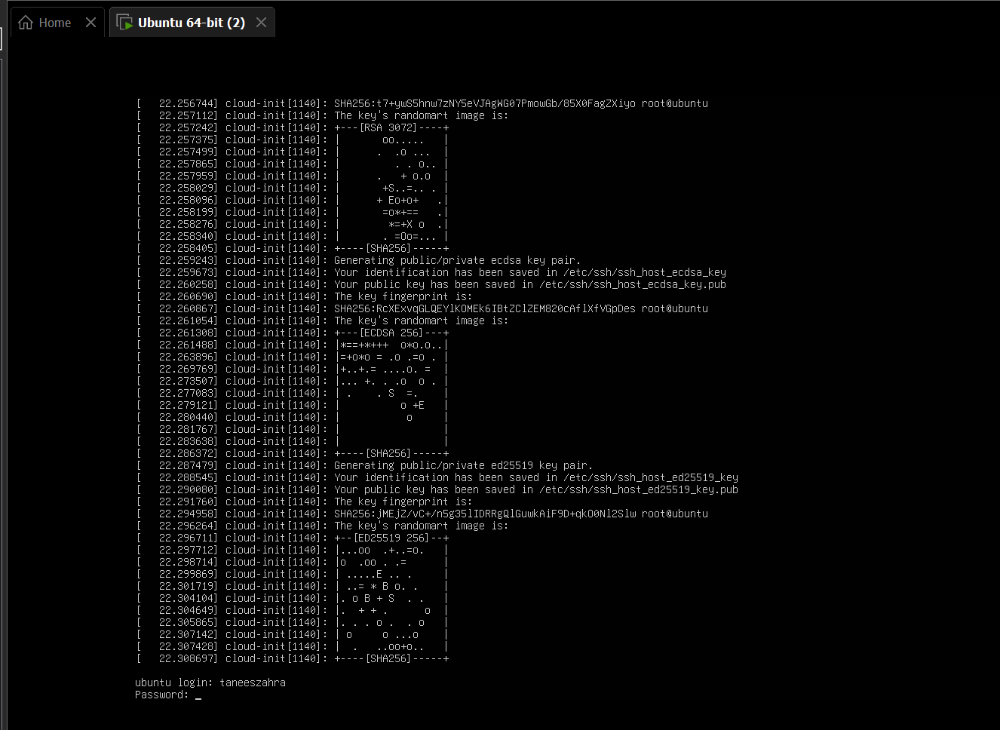 Home
Ubuntu 64-bit (2)
[   22.256744] cloud-init[1140]: SHA256:t7+ywS5hnw7zNY5eVJAgWG07PmowGb/85X0FagZXiyo root@ubuntu
[   22.257112] cloud-init[1140]: The key's randomart image is:
[   22.257242] cloud-init[1140]: +---[RSA 3072]----+
[   22.257375] cloud-init[1140]: |       oo.....   |
[   22.257499] cloud-init[1140]: |      .  .o ...  |
[   22.257865] cloud-init[1140]: |         . . o.. |
[   22.257959] cloud-init[1140]: |      .   + o.o  |
[   22.258029] cloud-init[1140]: |       +S..=.. . |
[   22.258096] cloud-init[1140]: |      + Eo+o+   .|
[   22.258199] cloud-init[1140]: |       =o*+==   .|
[   22.258276] cloud-init[1140]: |        *=+X o  .|
[   22.258340] cloud-init[1140]: |       . =Oo=... |
[   22.258405] cloud-init[1140]: +----[SHA256]-----+
[   22.259243] cloud-init[1140]: Generating public/private ecdsa key pair.
[   22.259673] cloud-init[1140]: Your identification has been saved in /etc/ssh/ssh_host_ecdsa_key
[   22.260258] cloud-init[1140]: Your public key has been saved in /etc/ssh/ssh_host_ecdsa_key.pub
[   22.260690] cloud-init[1140]: The key fingerprint is:
[   22.260867] cloud-init[1140]: SHA256:RcXExvqGLQEYlKOMEk6IBtZClZEM820cAflXfVGpDes root@ubuntu
[   22.261054] cloud-init[1140]: The key's randomart image is:
[   22.261308] cloud-init[1140]: +---[ECDSA 256]---+
[   22.261488] cloud-init[1140]: |*==+*+++  o*o.o..|
[   22.263896] cloud-init[1140]: |=+o*o = .o .=o . |
[   22.269769] cloud-init[1140]: |+..+.= ....o. =  |
[   22.273507] cloud-init[1140]: |... +. . .o  o . |
[   22.277083] cloud-init[1140]: | .    . S  =.    |
[   22.279121] cloud-init[1140]: |          o +E   |
[   22.280440] cloud-init[1140]: |           o     |
[   22.281767] cloud-init[1140]: |                 |
[   22.283638] cloud-init[1140]: |                 |
[   22.286372] cloud-init[1140]: +----[SHA256]-----+
[   22.287479] cloud-init[1140]: Generating public/private ed25519 key pair.
[   22.288545] cloud-init[1140]: Your identification has been saved in /etc/ssh/ssh_host_ed25519_key
[   22.290080] cloud-init[1140]: Your public key has been saved in /etc/ssh/ssh_host_ed25519_key.pub
[   22.291760] cloud-init[1140]: The key fingerprint is:
[   22.294958] cloud-init[1140]: SHA256:jMEjZ/vC+/n5g35lIDRRgQlGuwkAiF9D+qkO0Nl2Slw root@ubuntu
[   22.296264] cloud-init[1140]: The key's randomart image is:
[   22.296711] cloud-init[1140]: +--[ED25519 256]--+
[   22.297712] cloud-init[1140]: |...oo  .+..=o.   |
[   22.298714] cloud-init[1140]: |o  .oo . .=      |
[   22.299869] cloud-init[1140]: | .....E .. .     |
[   22.301719] cloud-init[1140]: | ..= * B o. .    |
[   22.304104] cloud-init[1140]: |. o B + S  . .   |
[   22.304649] cloud-init[1140]: |.  + + .      o  |
[   22.305865] cloud-init[1140]: |. . . o .  . o   |
[   22.307142] cloud-init[1140]: | o     o ...o    |
[   22.307428] cloud-init[1140]: |  .   ..oo+o..   |
[   22.308697] cloud-init[1140]: +----[SHA256]-----+
ubuntu login: taneeszahra
Password: _